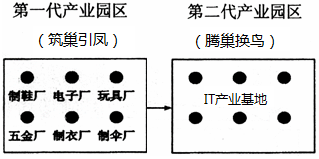 第一代产业园区 第二代产业园区
（筑巢引凤） （腾巢换鸟）
制鞋厂 电子厂 玩具厂
IT产业基地
五金厂 制衣厂 制伞厂